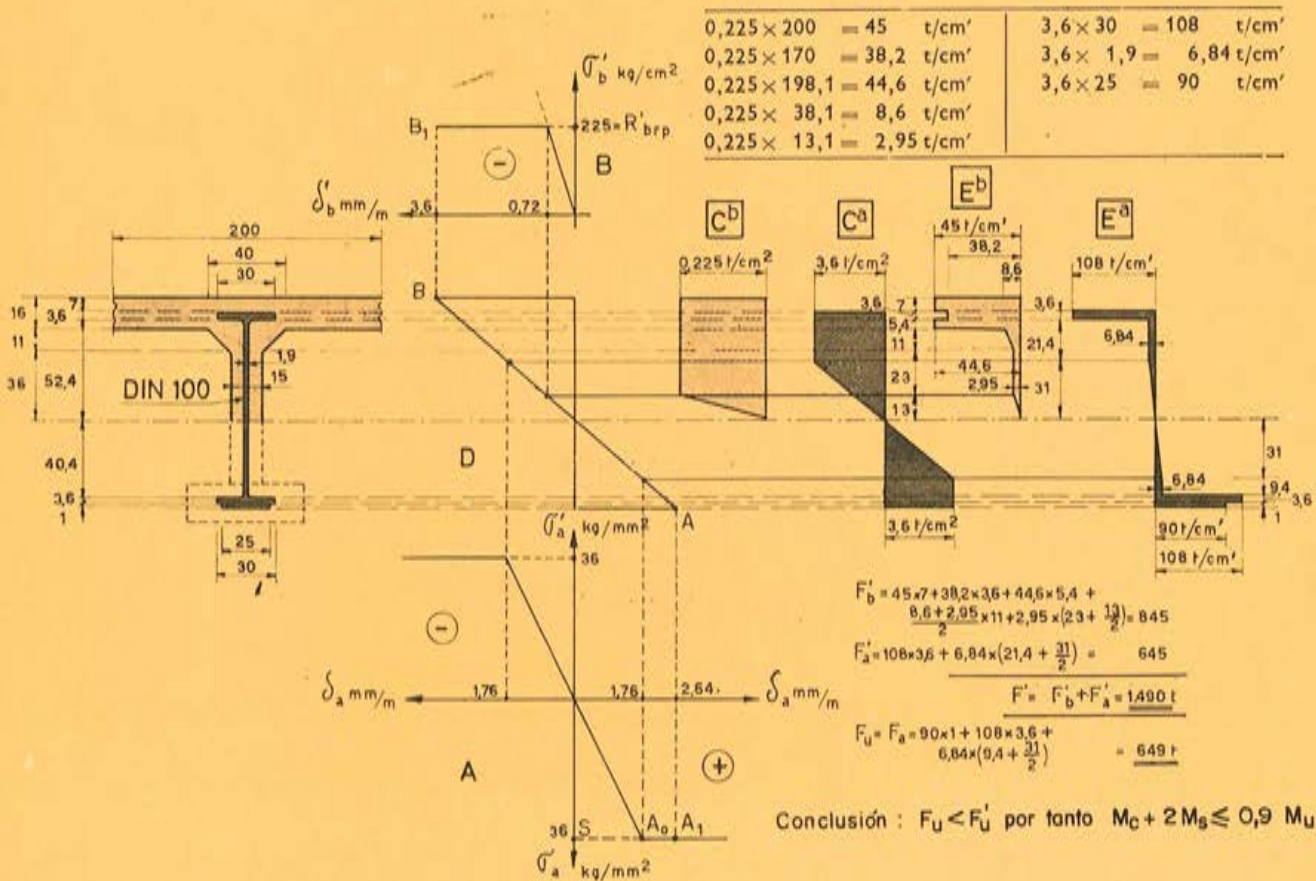 0,225 × 200 = 45 t/cm'
0,225 × 170 = 38,2 t/cm'
0,225 × 198,1 = 44,6 t/cm'
0,225 × 38,1 = 8,6 t/cm'
0,225 × 13,1 = 2,95 t/cm'
3,6 × 30 = 108 t/cm'
3,6 × 1,9 = 6,84 t/cm'
3,6 × 25 = 90 t/cm'
σ'b kg/cm2
B1
225 = R'brp
B
δ'b mm/m
3,6
0,72
200
40
30
16
7
3,6
11
1,9
15
36
52,4
DIN 100
40,4
3,6
1
25
30
B
D
A
Cb
0,225 t/cm2
Ca
3,6 t/cm2
3,6
7
5,4
11
23
13
3,6 t/cm2
Eb
45 t/cm'
38,2
8,6
44,6
2,95
Ea
108 t/cm'
3,6
6,84
21,4
31
31
6,84
9,4
3,6
1
90 t/cm'
108 t/cm'
σ'a kg/mm2
36
δa mm/m
1,76
1,76
2,64
δa mm/m
A
36
S
A0
A1
σa kg/mm2
F'b = 45×7+38,2×3,6+44,6×5,4 +
8,6+2,95/2 ×11+2,95×(23+ 13/2) = 845
F'a = 108×3,6 + 6,84×(21,4 + 31/2) = 645
F' = F'b + F'a = 1.490 t
Fu = Fa = 90×1 + 108×3,6 +
6,84×(9,4 + 31/2) = 649 t
Conclusión : Fu < F'u por tanto Mc + 2 Ms ≤ 0,9 Mu